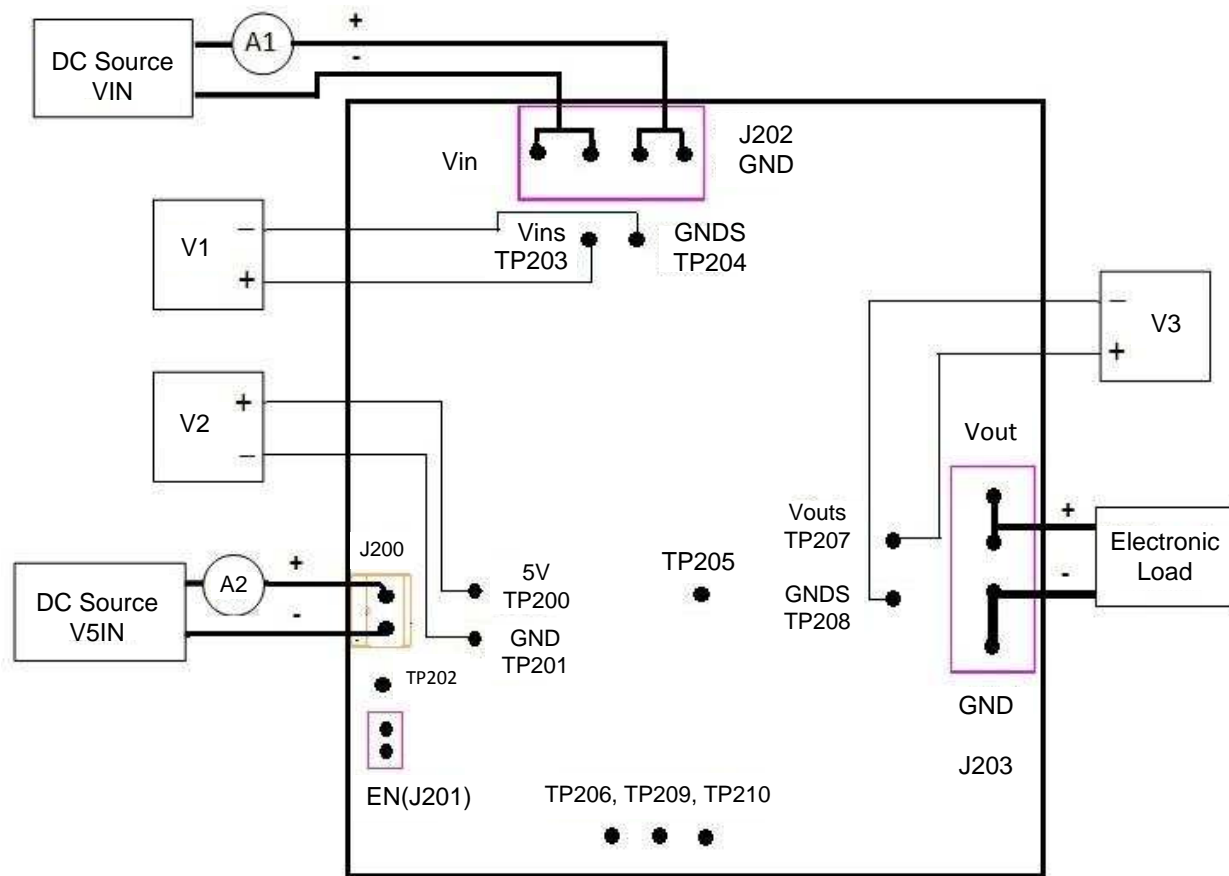 +
-
DC Source
VIN
A1
J202
GND
Vin
V1
−
+
Vins
TP203
GNDS
TP204
V3
−
+
V2
+
−
Vout
Vouts
TP207
GNDS
TP208
+
-
Electronic
Load
J200
A2
+
-
DC Source
V5IN
5V
TP200
GND
TP201
TP205
TP202
GND
J203
EN(J201)
TP206, TP209, TP210